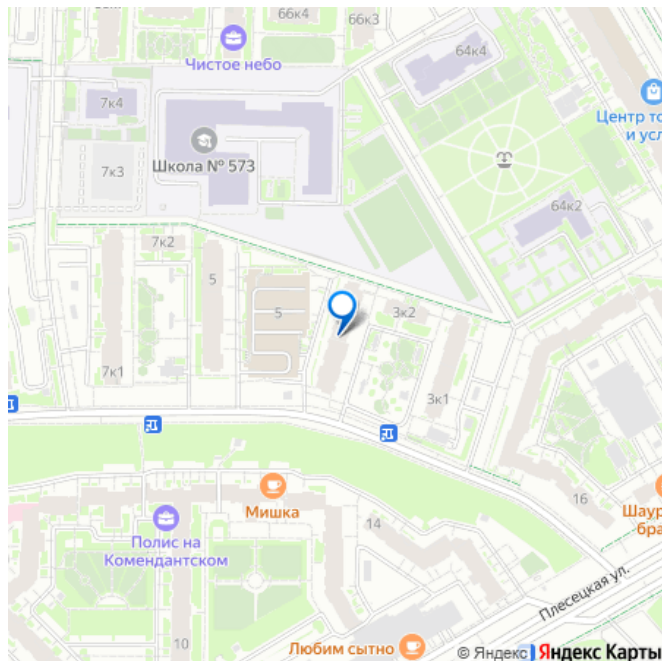 66к4
66к3
Чистое небо
64к4
7к4
Центр то
и усл
Школа № 573
7к3
64к2
7к2
5
5
3к2
7к1
3к1
Мишка
16
Шаур
бра
Полис на
Комендантском
14
Плесецкая ул.
10
Любим сытно
© Яндекс Яндекс Карты